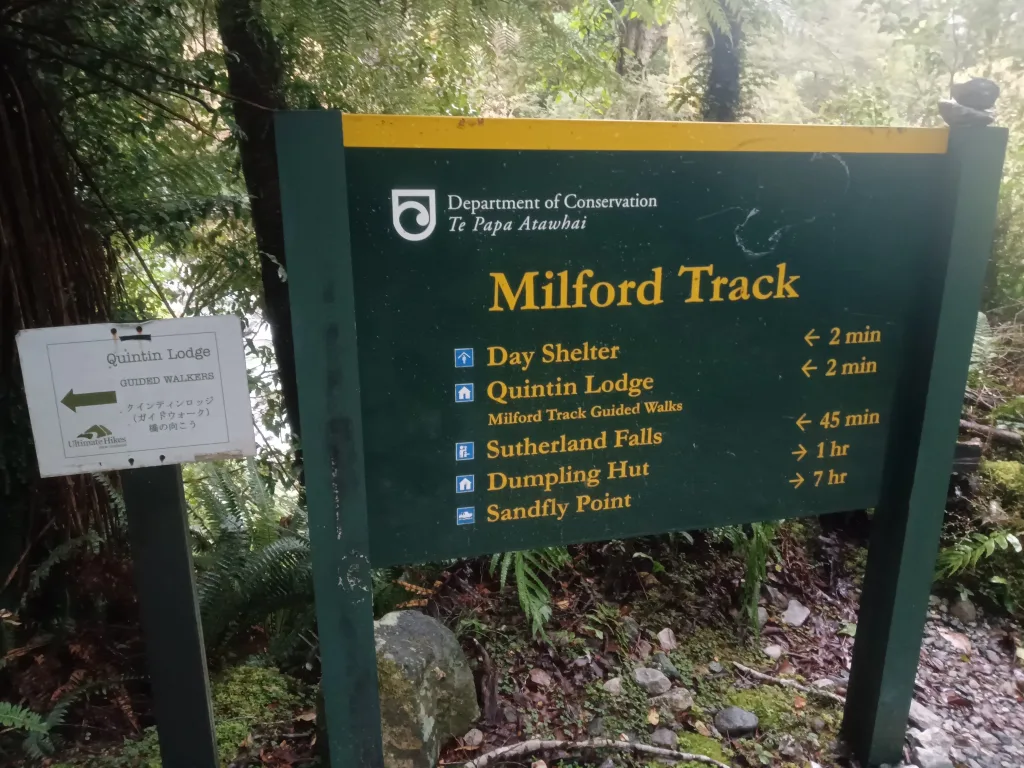 Department of Conservation
Te Papa Atawhai
Milford Track
Day Shelter ← 2 min
Quintin Lodge ← 2 min
Milford Track Guided Walks
Sutherland Falls ← 45 min
Dumpling Hut → 1 hr
Sandfly Point → 7 hr
Quintin Lodge
GUIDED WALKERS
クインティンロッジ
(ガイドウォーク)
橋の向こう
Ultimate Hikes